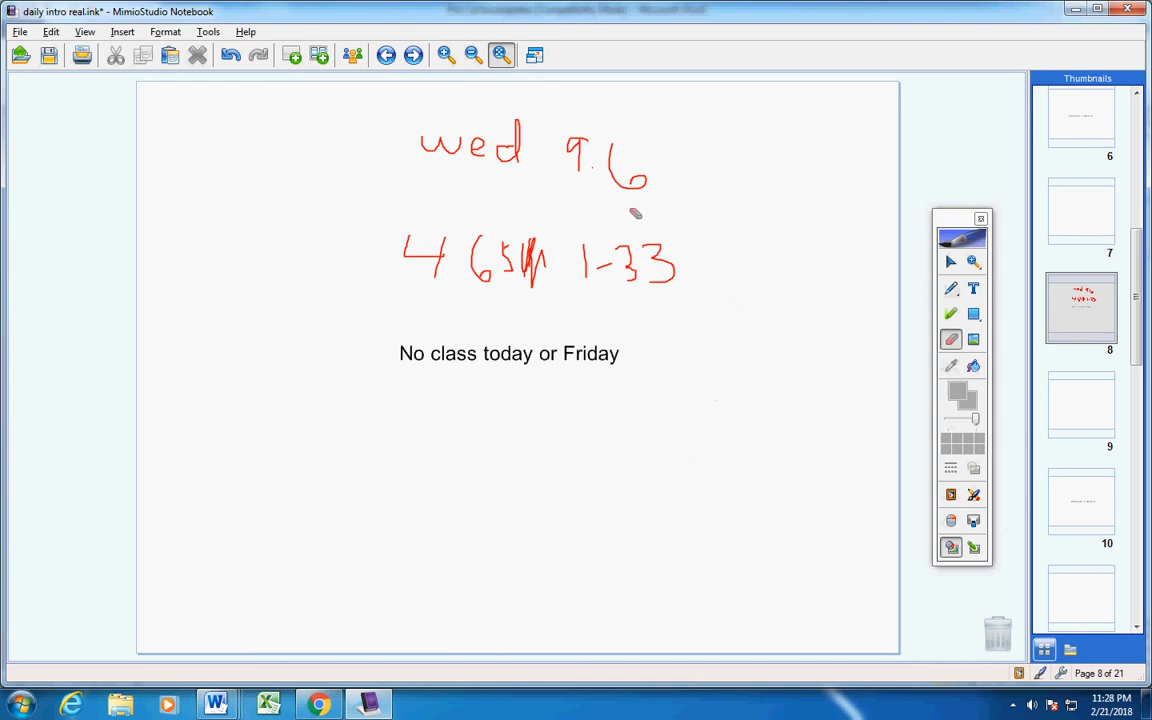 daily intro real.ink* - MimioStudio Notebook
File Edit View Insert Format Tools Help
Thumbnails
wed 9.6
4 65 1-33
No class today or Friday
6
7
8
9
10
Page 8 of 21
11:28 PM
2/21/2018